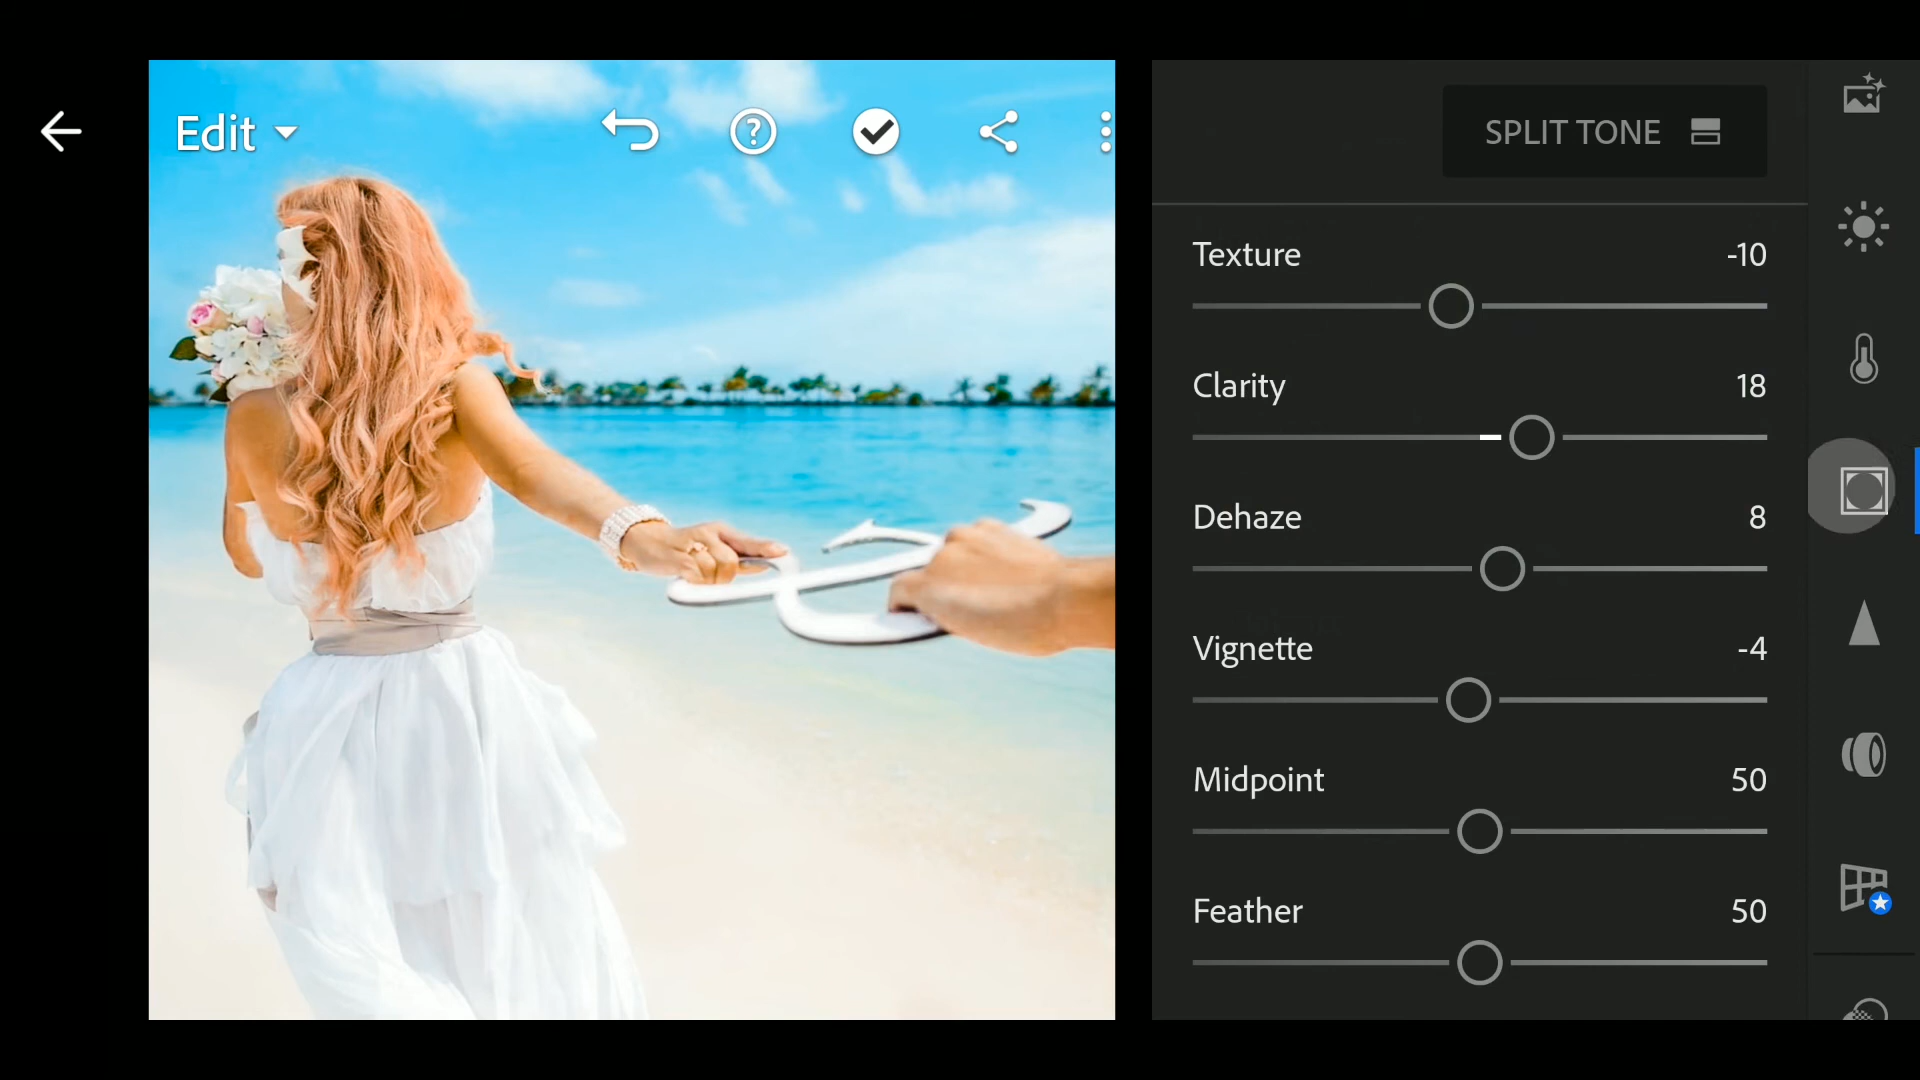 Edit
SPLIT TONE
Texture -10
Clarity 18
Dehaze 8
Vignette -4
Midpoint 50
Feather 50